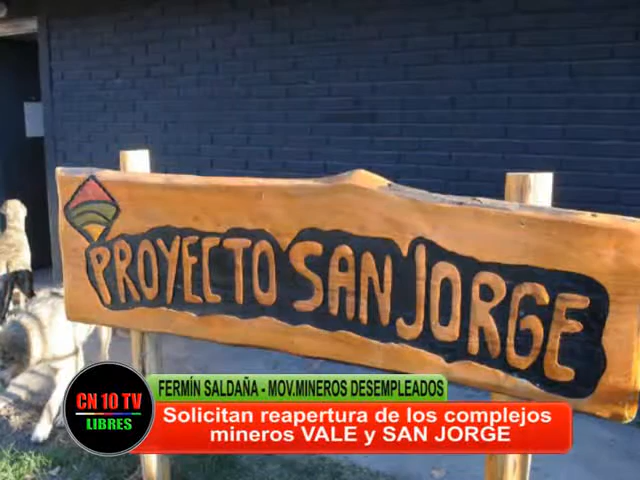 PROYECTO SAN JORGE
FERMÍN SALDAÑA - MOV.MINEROS DESEMPLEADOS
CN 10 TV
LIBRES
Solicitan reapertura de los complejos
mineros VALE y SAN JORGE